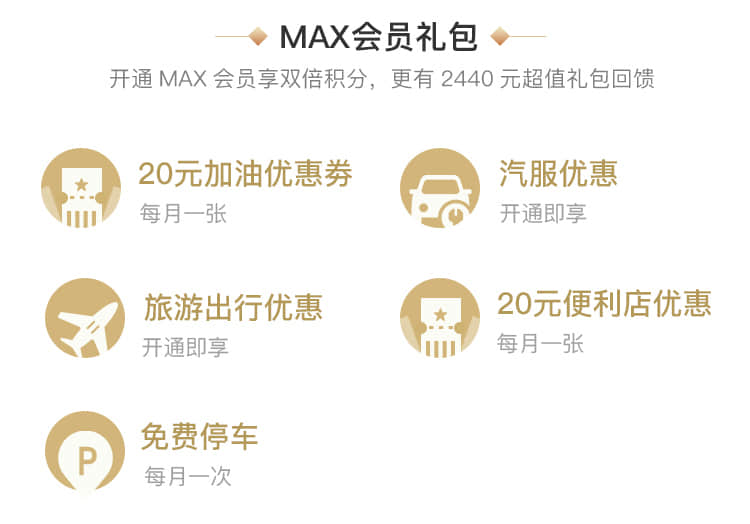 MAX会员礼包
开通 MAX 会员享双倍积分，更有 2440 元超值礼包回馈
20元加油优惠券
每月一张
汽服优惠
开通即享
旅游出行优惠
开通即享
20元便利店优惠
每月一张
P
免费停车
每月一次